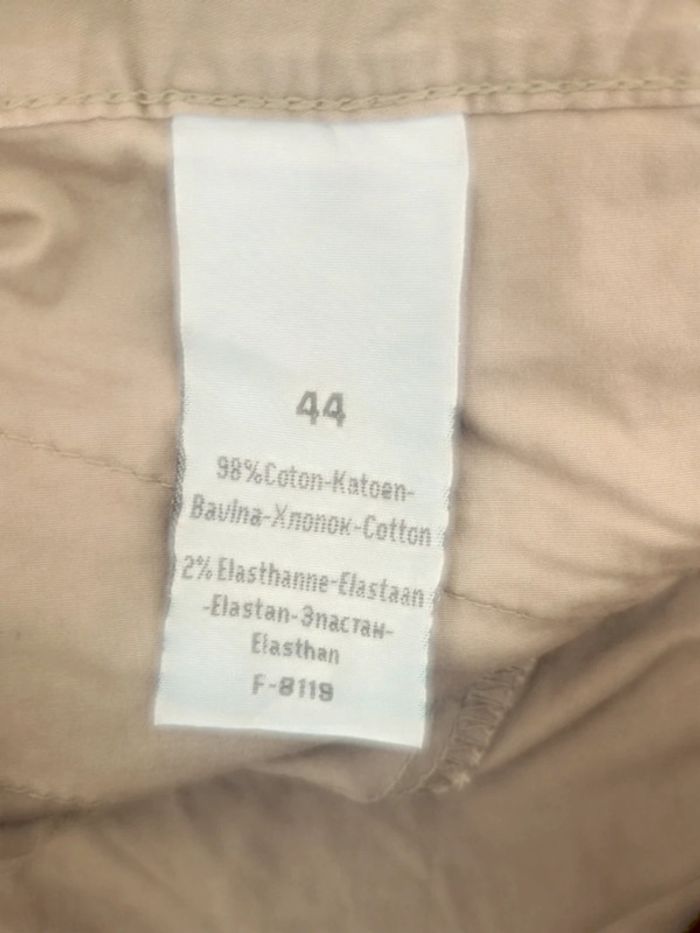 44
98%Coton-Katoen-
Bavlna-Хлопок-Cotton
2% Elasthanne-Elastaan
-Elastan-Эластан-
Elasthan
F-8119